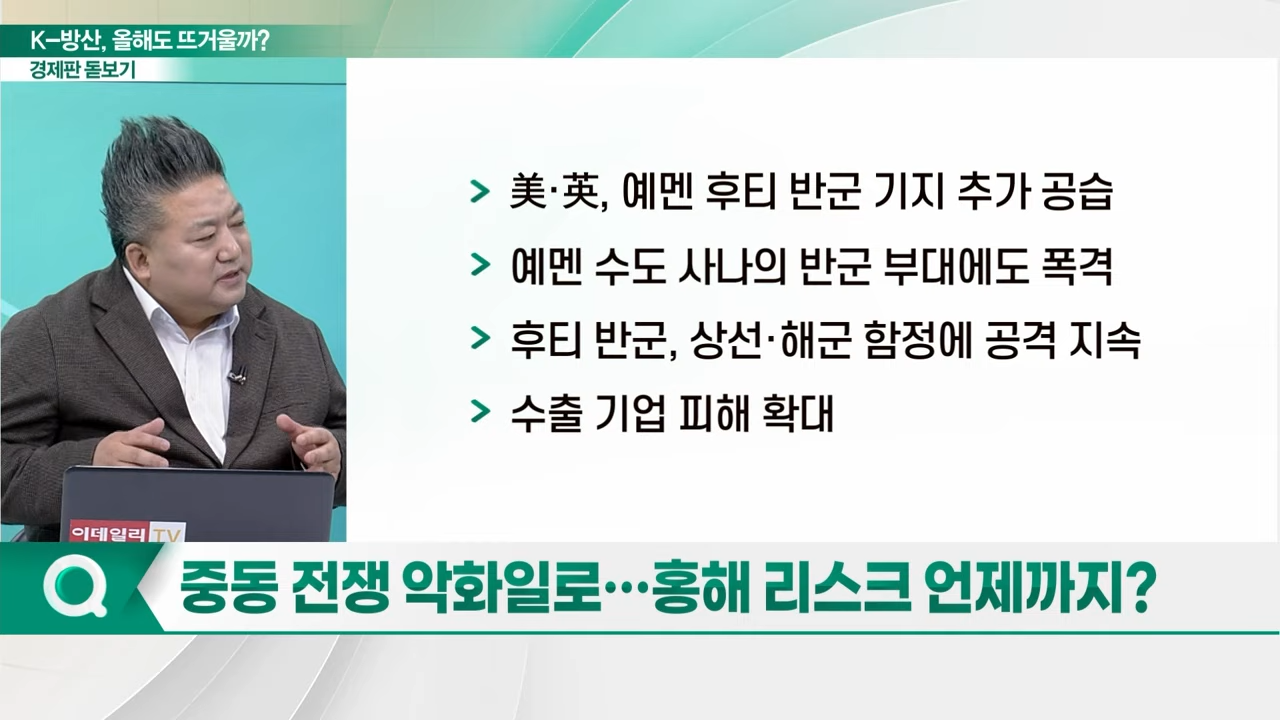 K-방산, 올해도 뜨거울까?
경제판 돋보기
> 美·英, 예멘 후티 반군 기지 추가 공습
> 예멘 수도 사나의 반군 부대에도 폭격
> 후티 반군, 상선·해군 함정에 공격 지속
> 수출 기업 피해 확대
이데일리 TV
Q 중동 전쟁 악화일로…홍해 리스크 언제까지?